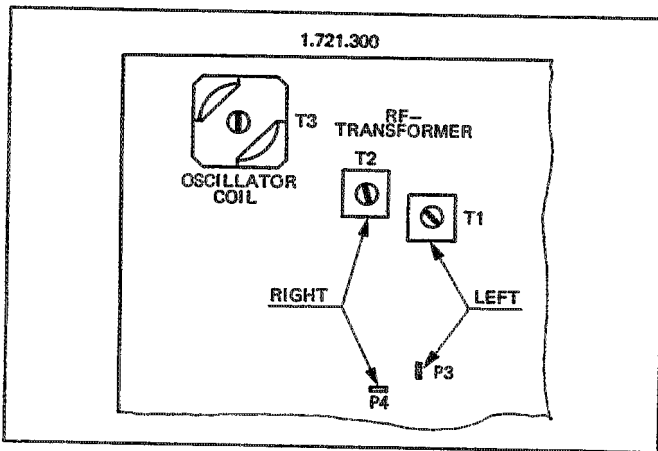 1.721.300
T3
OSCILLATOR
COIL
RF–
TRANSFORMER
T2
T1
RIGHT
LEFT
P3
P4